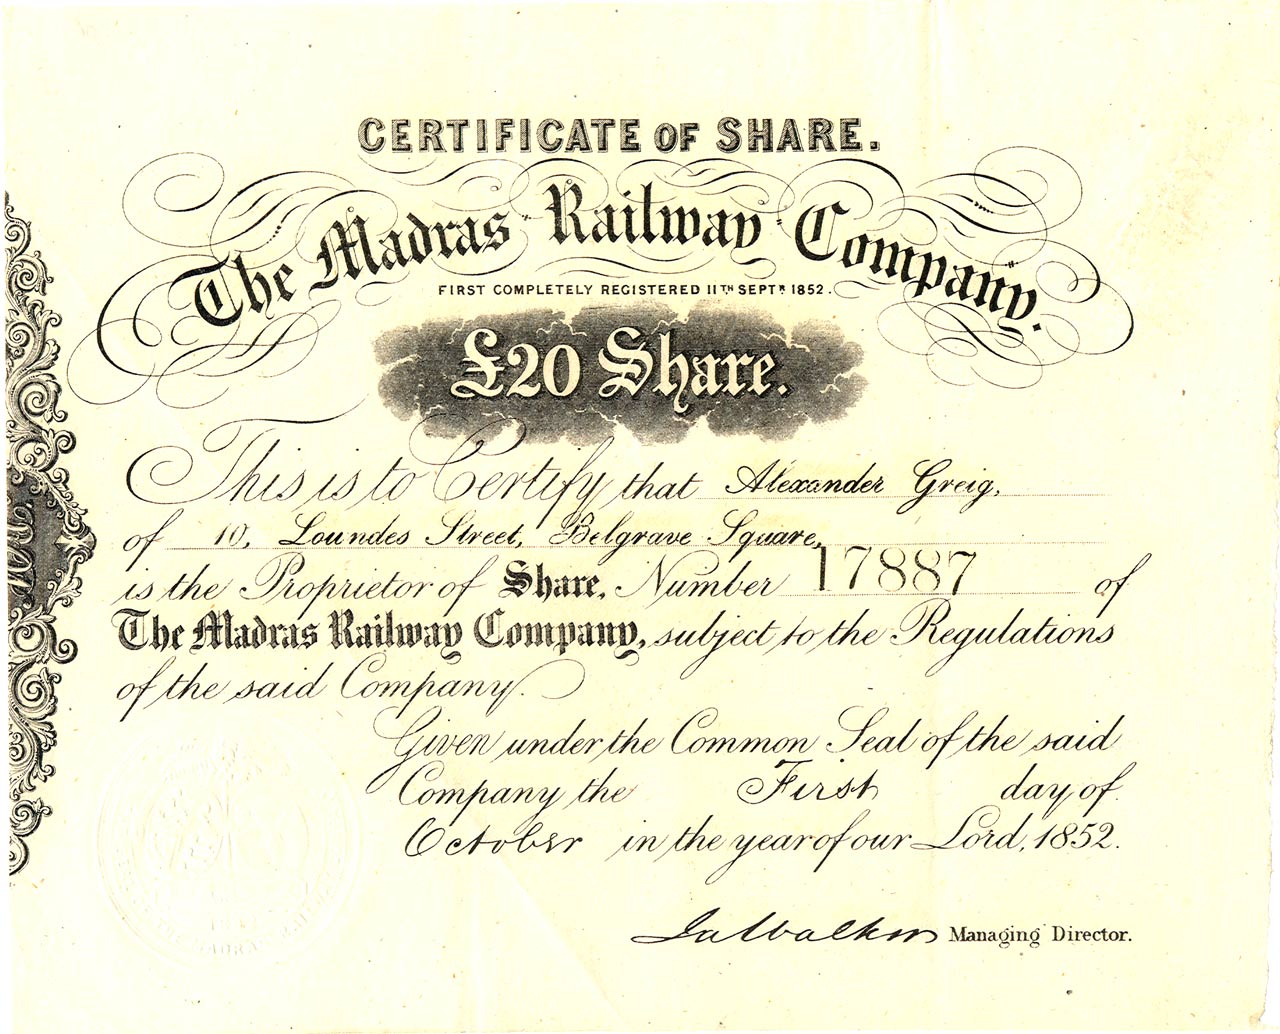 CERTIFICATE OF SHARE.
The Madras Railway Company.
FIRST COMPLETELY REGISTERED 11TH SEPTR 1852.
£20 Share.
This is to Certify that Alexander Greig,
of 10, Loundes Street, Belgrave Square,
is the Proprietor of Share, Number 17887 of
The Madras Railway Company, subject to the Regulations
of the said Company.
Given under the Common Seal of the said
Company the First day of
October in the year of our Lord, 1852.
Jas Walker Managing Director.